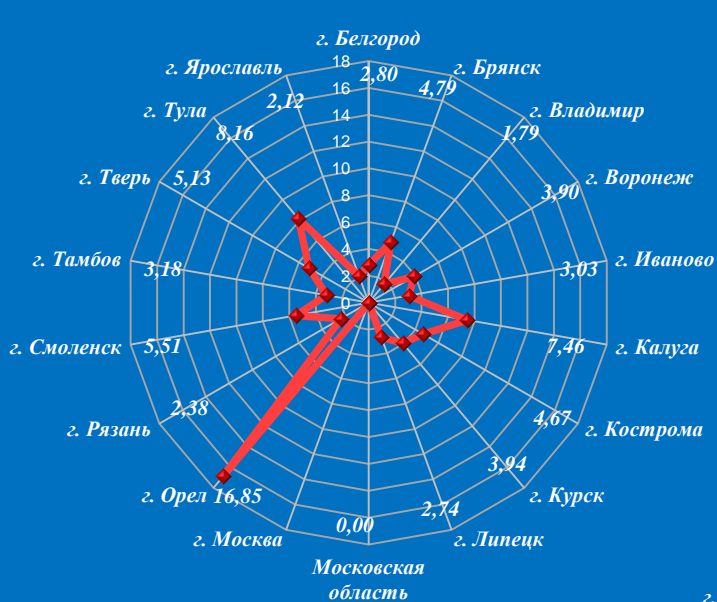 г. Белгород
18
2,80
г. Ярославль
г. Брянск
16
2,12
4,79
г. Тула
14
г. Владимир
8,16
1,79
12
г. Тверь
5,13
10
3,90
г. Воронеж
8
6
г. Тамбов
3,18
4
3,03
г. Иваново
2
0
г. Смоленск
5,51
7,46
г. Калуга
2,38
4,67
г. Рязань
г. Кострома
3,94
г. Орел
16,85
г. Курск
2,74
0,00
г. Москва
г. Липецк
Московская
область
г.